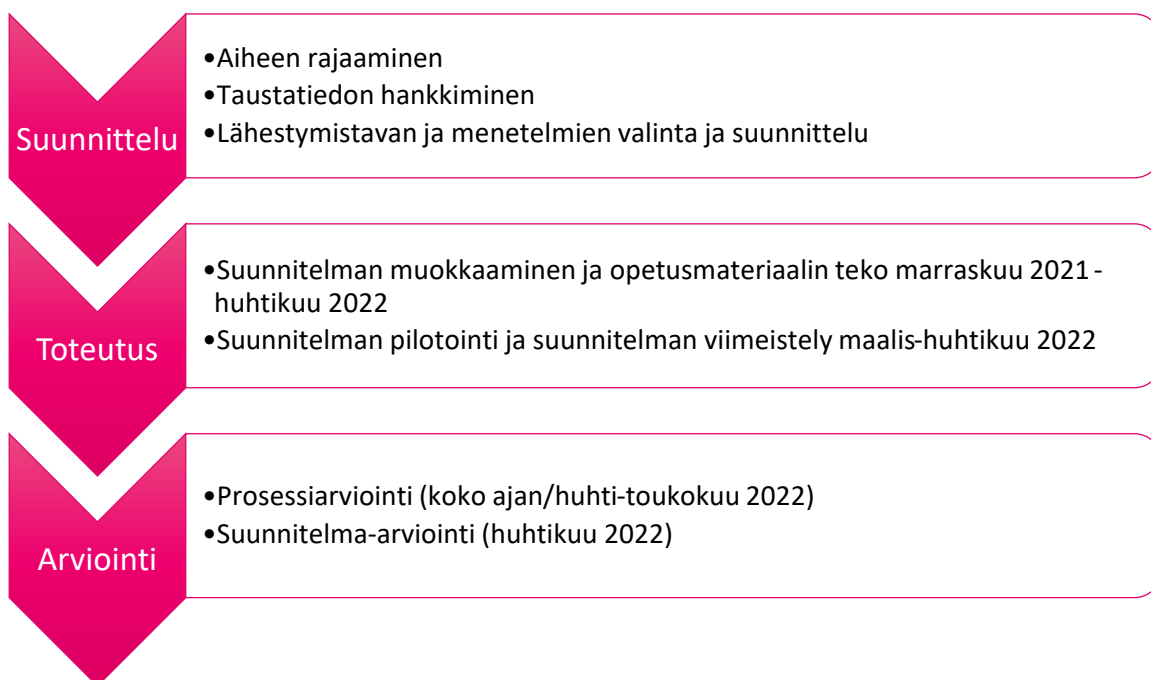 Suunnittelu
•Aiheen rajaaminen
•Taustatiedon hankkiminen
•Lähestymistavan ja menetelmien valinta ja suunnittelu
Toteutus
•Suunnitelman muokkaaminen ja opetusmateriaalin teko marraskuu 2021 -
huhtikuu 2022
•Suunnitelman pilotointi ja suunnitelman viimeistely maalis-huhtikuu 2022
Arviointi
•Prosessiarviointi (koko ajan/huhti-toukokuu 2022)
•Suunnitelma-arviointi (huhtikuu 2022)